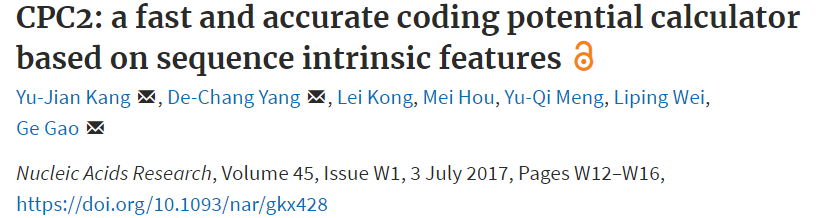 CPC2: a fast and accurate coding potential calculator
based on sequence intrinsic features
Yu-Jian Kang, De-Chang Yang, Lei Kong, Mei Hou, Yu-Qi Meng, Liping Wei,
Ge Gao
Nucleic Acids Research, Volume 45, Issue W1, 3 July 2017, Pages W12–W16,
https://doi.org/10.1093/nar/gkx428